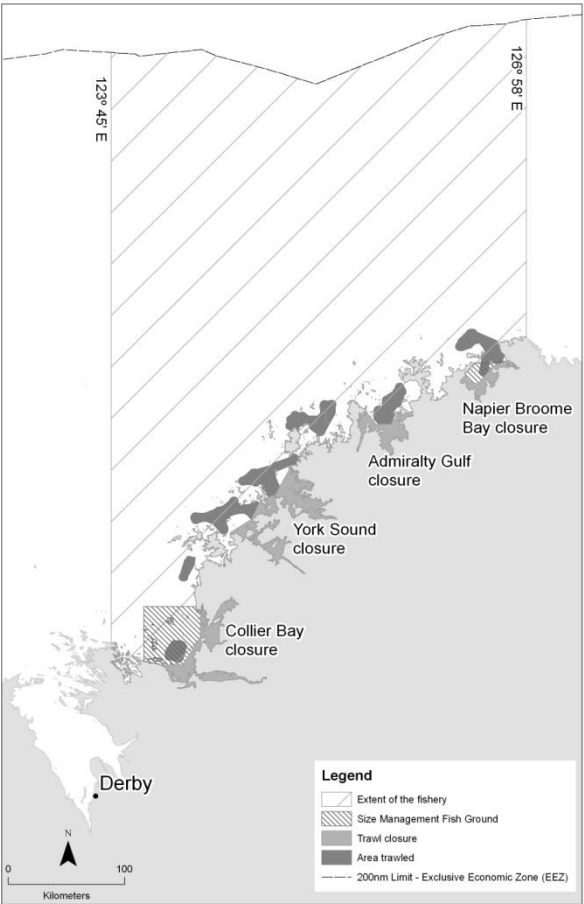 123° 45' E
126° 58' E
Napier Broome
Bay closure
Admiralty Gulf
closure
York Sound
closure
Collier Bay
closure
Derby
N
0 100
Kilometers
Legend
Extent of the fishery
Size Management Fish Ground
Trawl closure
Area trawled
200nm Limit - Exclusive Economic Zone (EEZ)